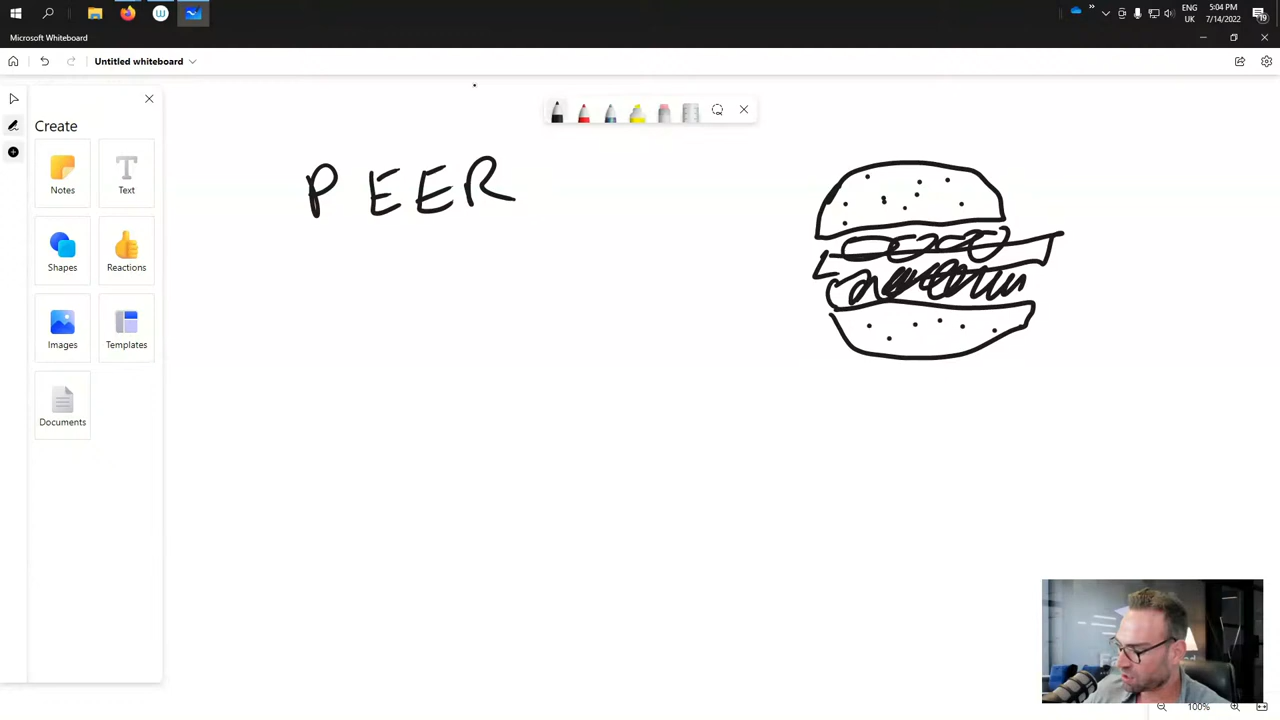 ENG
5:04 PM
UK
7/14/2022
19
Microsoft Whiteboard
Untitled whiteboard
Create
Notes
Text
Shapes
Reactions
Images
Templates
Documents
PEER
100%